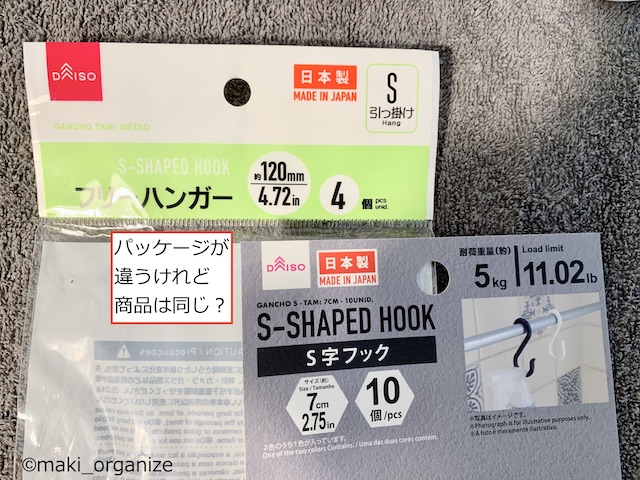 DAISO
日本製
MADE IN JAPAN
S
引っ掛け
Hang
GANCHO TAM: MEDIO
S-SHAPED HOOK
フリーハンガー
約120mm
4.72in
4個 pcs unid.
パッケージが
違うけれど
商品は同じ？
DAISO
日本製
MADE IN JAPAN
GANCHO S - TAM: 7CM - 10UNID.
S-SHAPED HOOK
S字フック
サイズ(約)
Size / Tamanho
7cm
2.75in
10
個/pcs
2色のうち1色が入っています。
One of the two colors Contains. / Uma das duas cores contém.
耐荷重量(約)
Load limit
5kg
11.02lb
※写真はイメージです。
※Photograph is for illustrative purposes only.
※A foto é meramente ilustrativa.
©maki_organize